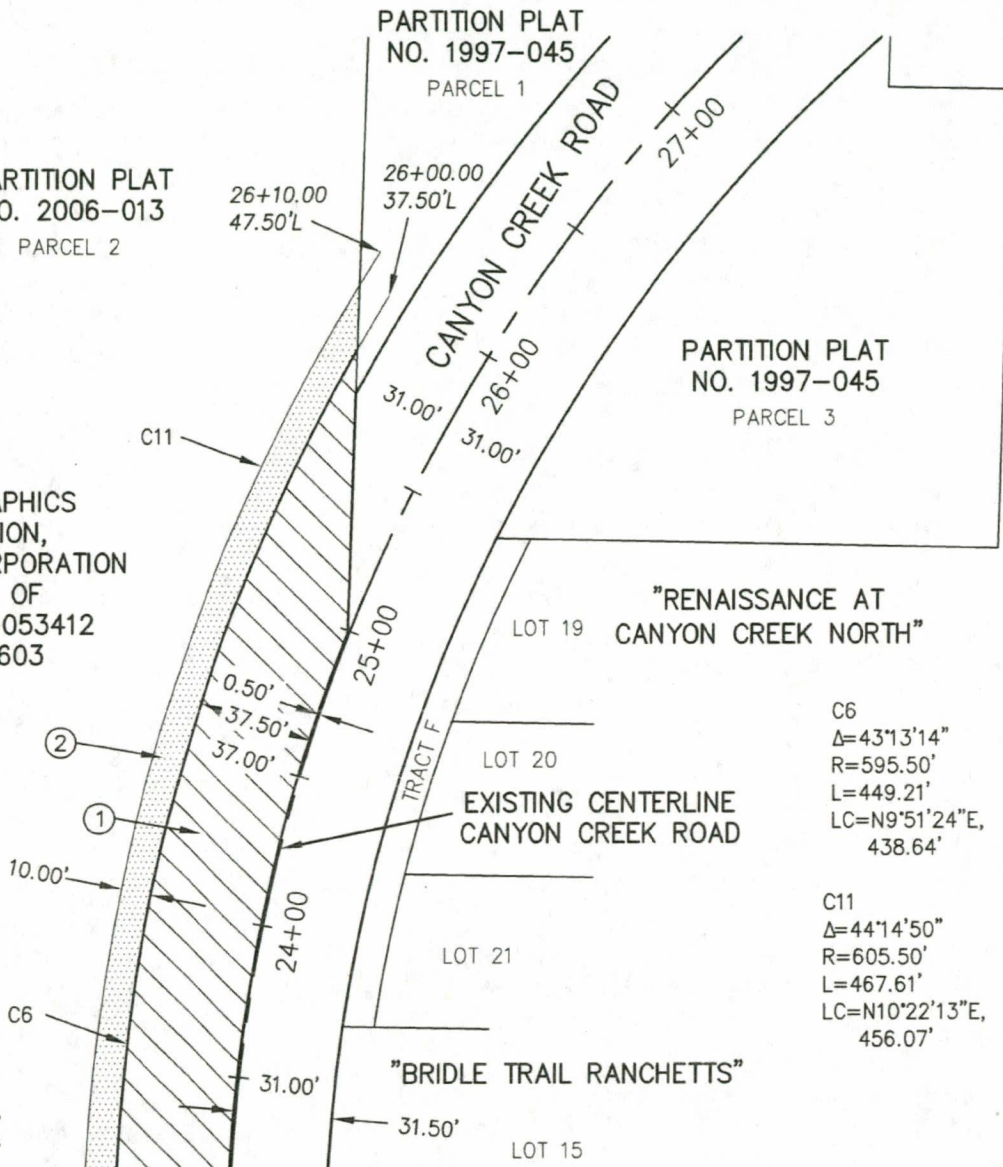 PARTITION PLAT
NO. 1997-045
PARCEL 1
ARTITION PLAT
O. 2006-013
PARCEL 2
26+10.00
47.50'L
26+00.00
37.50'L
CANYON CREEK ROAD
27+00
26+00
31.00'
31.00'
PARTITION PLAT
NO. 1997-045
PARCEL 3
C11
APHICS
TION,
RPORATION
OF
053412
603
25+00
LOT 19
"RENAISSANCE AT
CANYON CREEK NORTH"
0.50'
37.50'
37.00'
2
1
TRACT F
LOT 20
EXISTING CENTERLINE
CANYON CREEK ROAD
C6
Δ=43°13'14"
R=595.50'
L=449.21'
LC=N9°51'24"E,
438.64'
10.00'
24+00
LOT 21
C11
Δ=44°14'50"
R=605.50'
L=467.61'
LC=N10°22'13"E,
456.07'
C6
31.00'
"BRIDLE TRAIL RANCHETTS"
31.50'
LOT 15